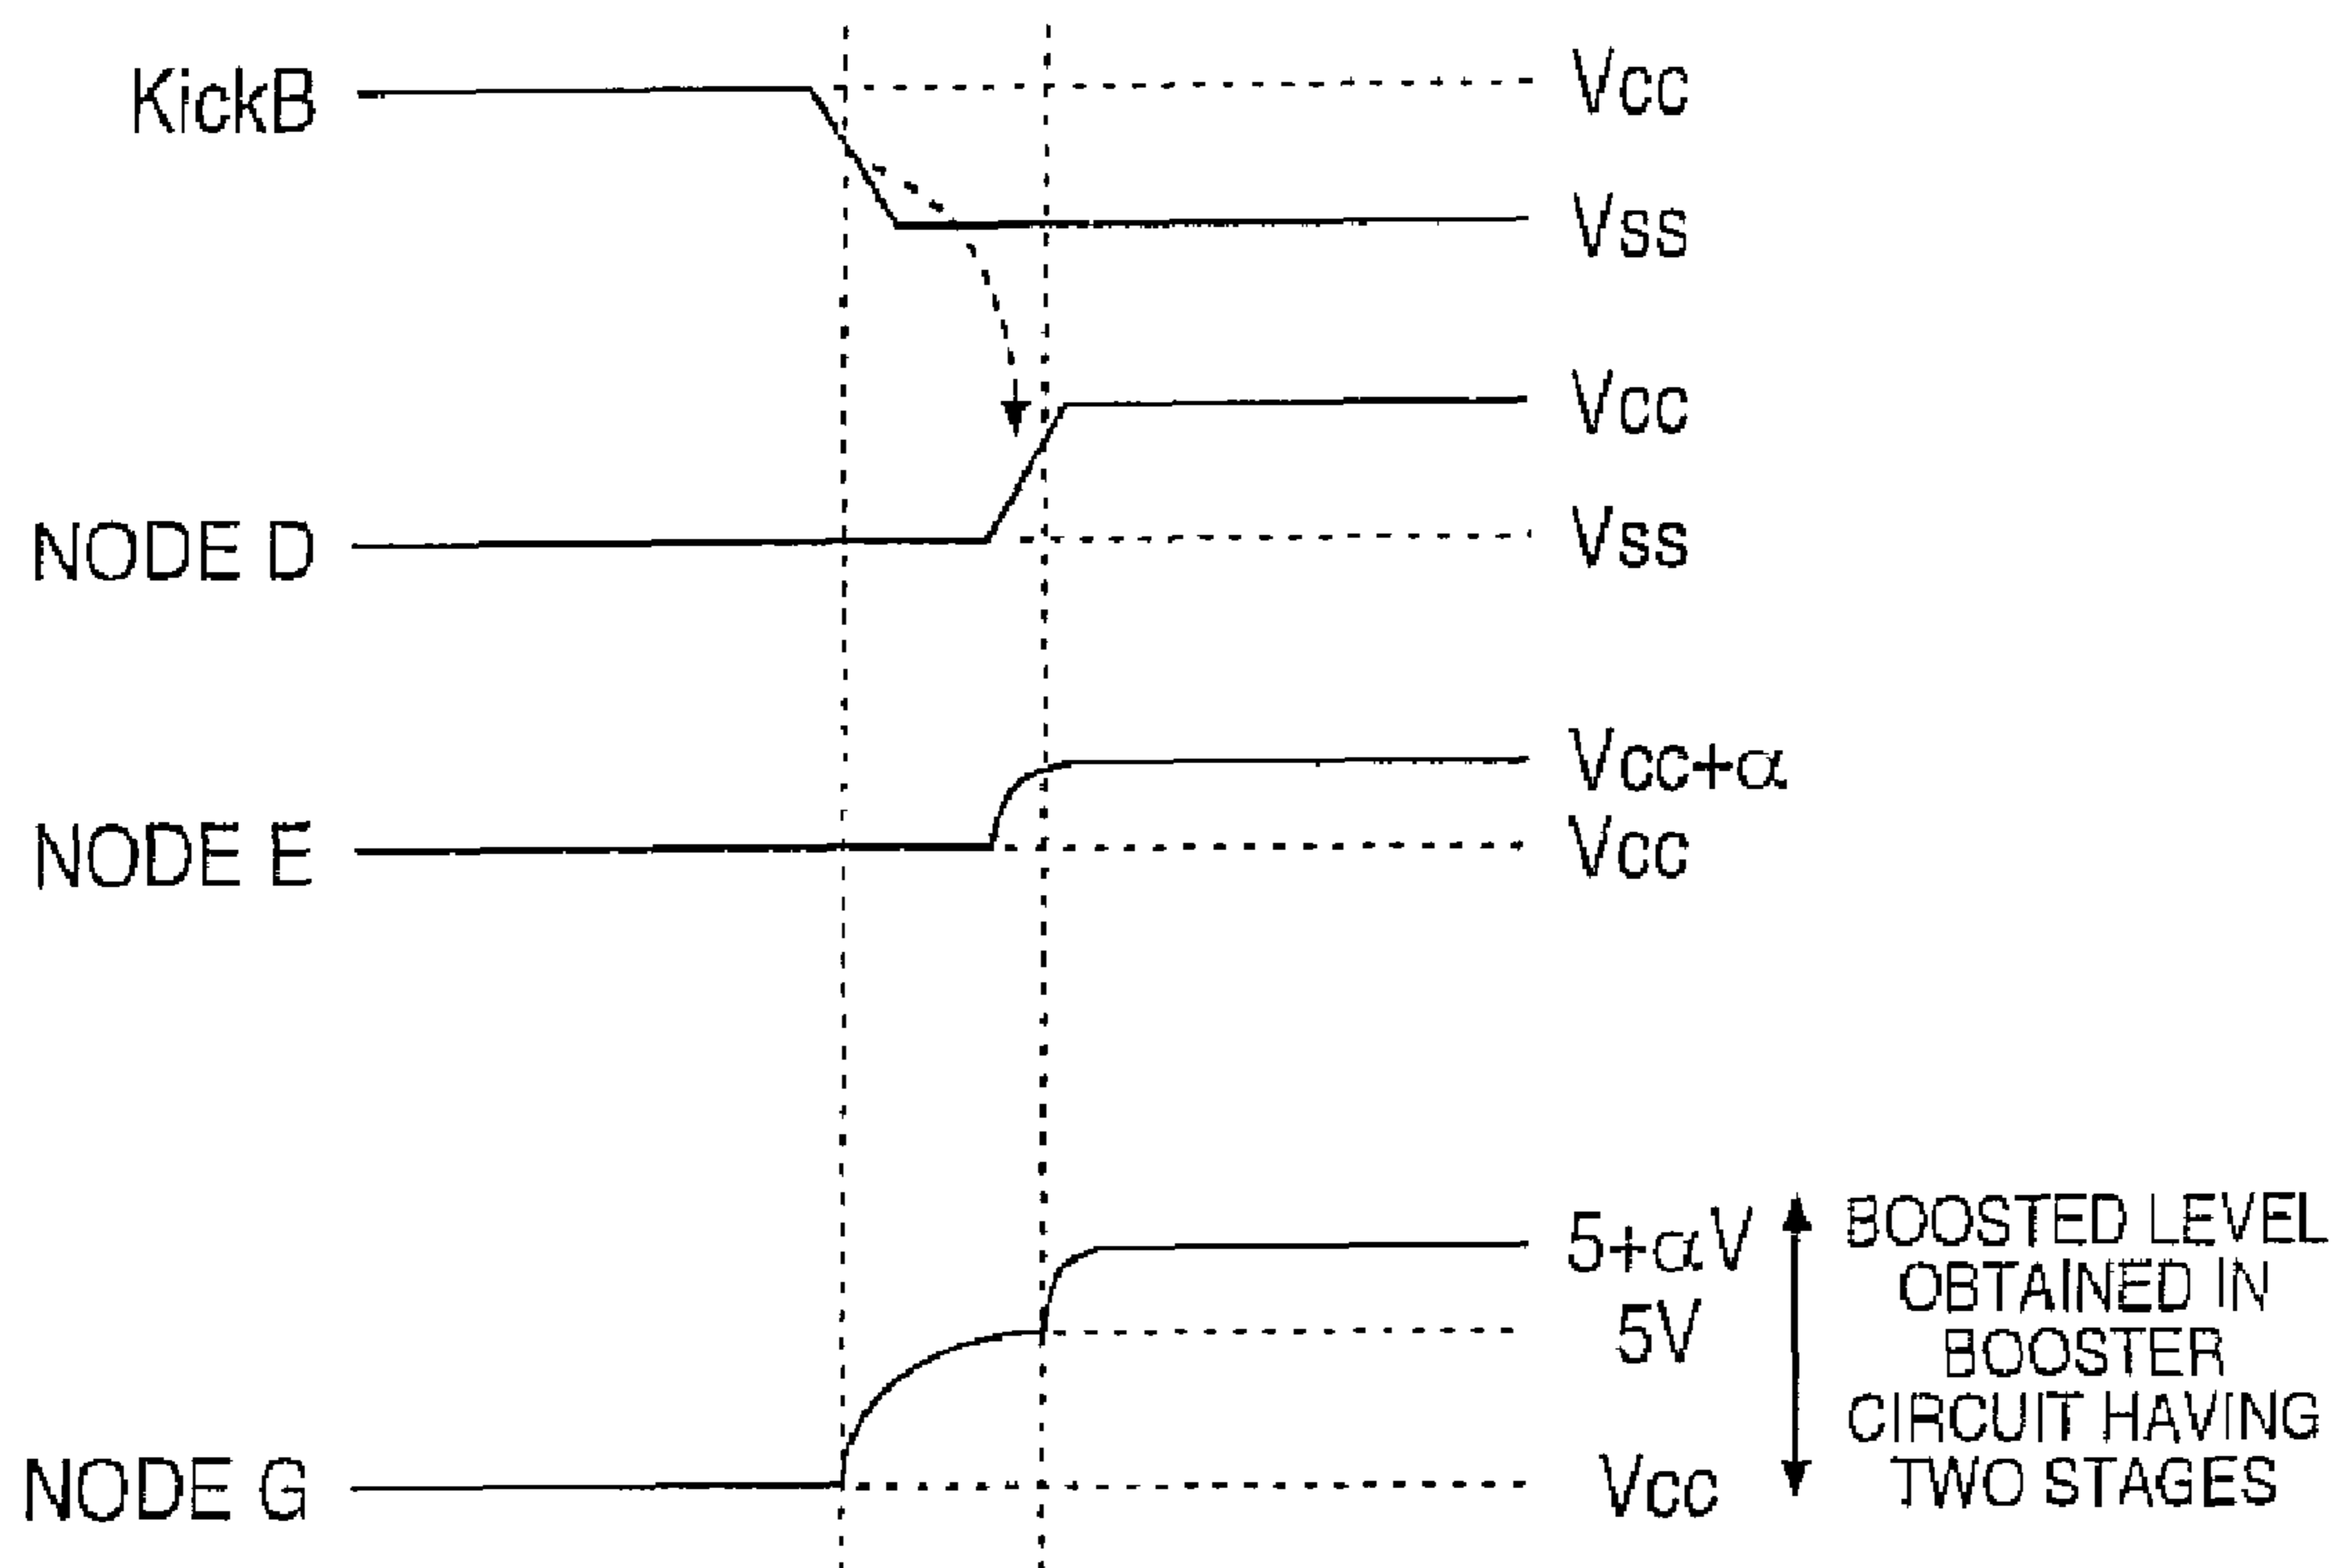 KickB
Vcc
Vss
Vcc
NODE D
Vss
Vcc+α
NODE E
Vcc
5+αV
5V
NODE G
Vcc
BOOSTED LEVEL
OBTAINED IN
BOOSTER
CIRCUIT HAVING
TWO STAGES